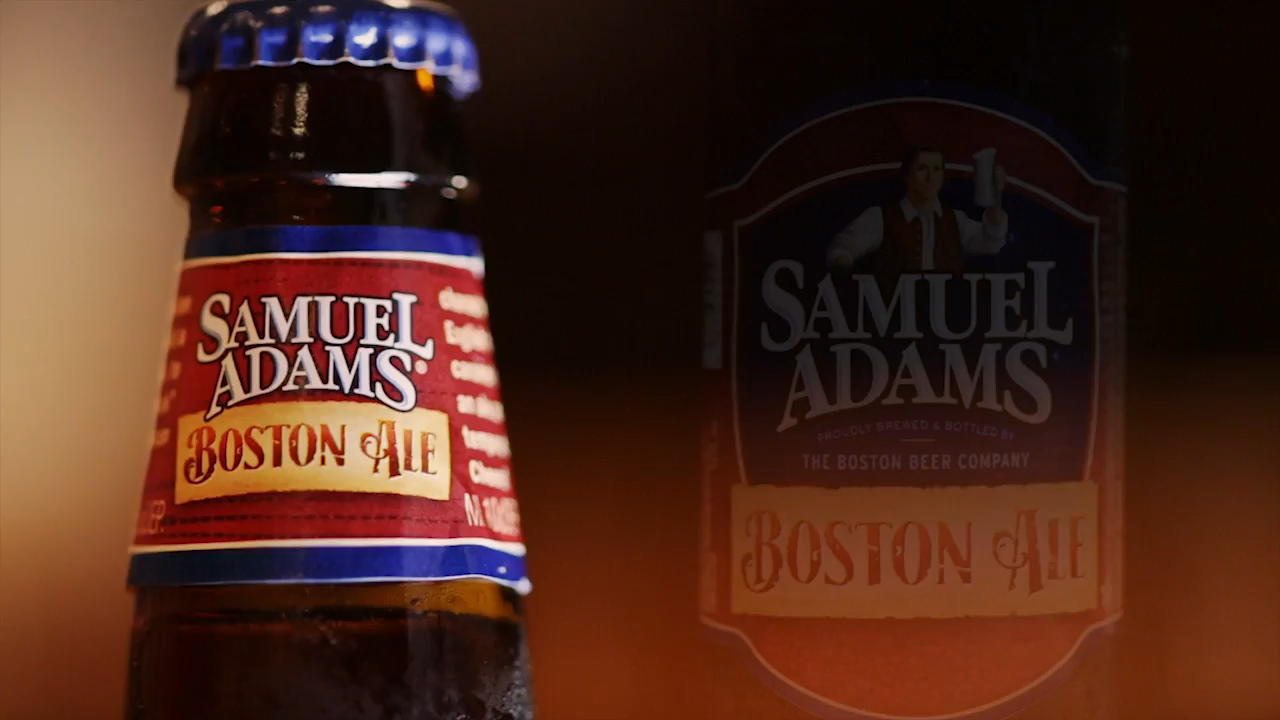 SAMUEL
ADAMS®
BOSTON ALE
SAMUEL
ADAMS
PROUDLY BREWED & BOTTLED BY
THE BOSTON BEER COMPANY
BOSTON ALE